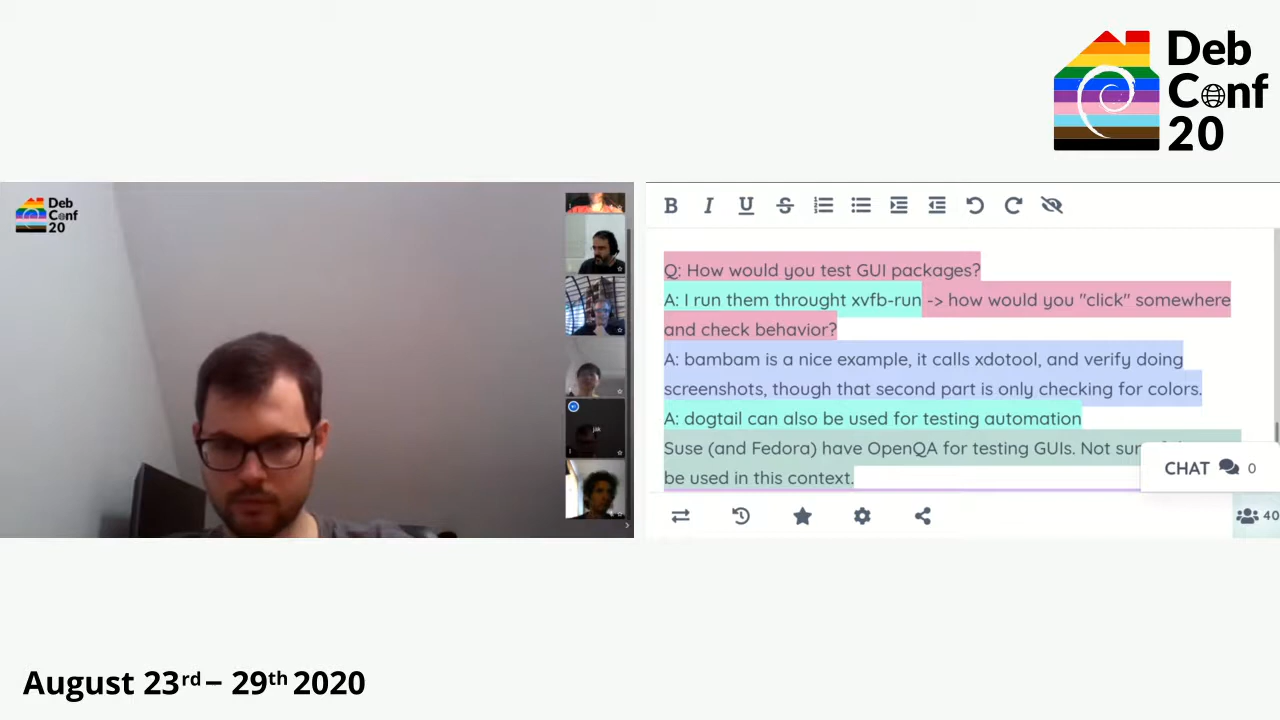 Deb
Conf
20
Deb
Conf
20
jak
Q: How would you test GUI packages?
A: I run them throught xvfb-run -> how would you "click" somewhere
and check behavior?
A: bambam is a nice example, it calls xdotool, and verify doing
screenshots, though that second part is only checking for colors.
A: dogtail can also be used for testing automation
Suse (and Fedora) have OpenQA for testing GUIs. Not
be used in this context.
CHAT 0
40
August 23rd – 29th 2020